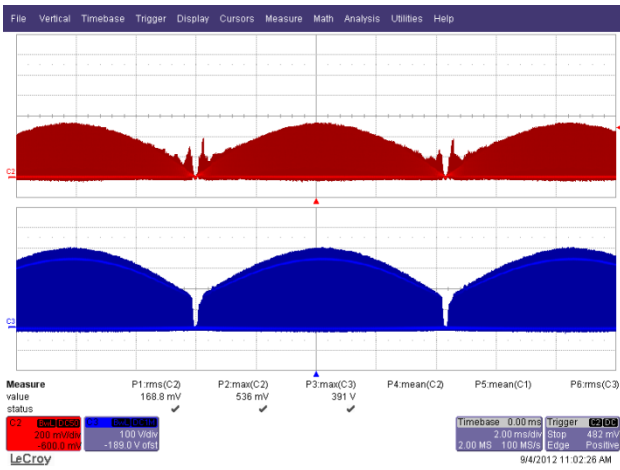 File Vertical Timebase Trigger Display Cursors Measure Math Analysis Utilities Help
C2
C3
Measure P1:rms(C2) P2:max(C2) P3:max(C3) P4:mean(C2) P5:mean(C1) P6:rms(C3)
value 168.8 mV 536 mV 391 V
status
C2 BwL DC50
200 mV/div
-800.0 mV
100 V/div
-189.0 V ofst
Timebase 0.00 ms
2.00 ms/div
2.00 MS 100 MS/s
Trigger C2 DC
Stop 482 mV
Edge Positive
LeCroy
9/4/2012 11:02:26 AM